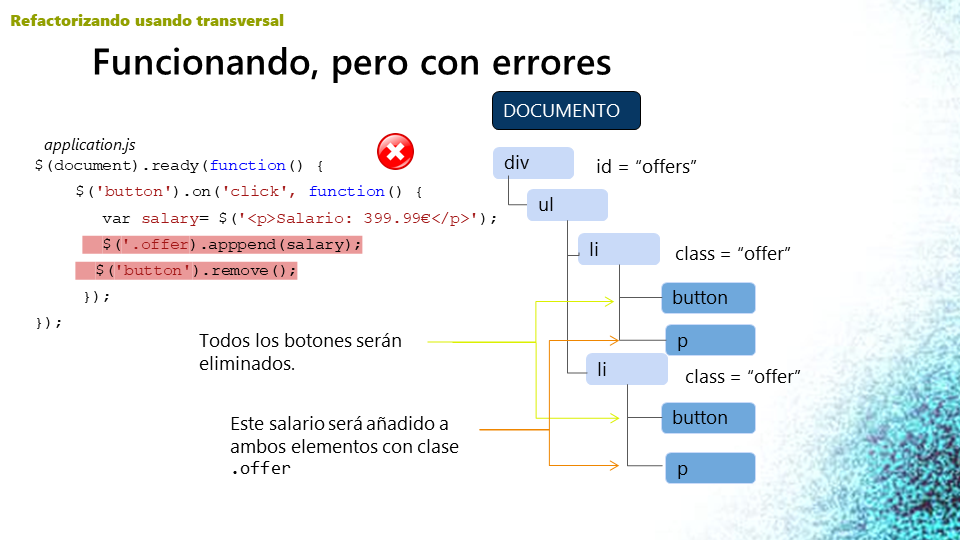 Refactorizando usando transversal
Funcionando, pero con errores
DOCUMENTO
application.js
$(document).ready(function() {
$('button').on('click', function() {
var salary= $('<p>Salario: 399.99€</p>');
$('.offer).apppend(salary);
$('button').remove();
});
});
div
id = “offers”
ul
li
class = “offer”
button
p
li
class = “offer”
button
p
Todos los botones serán
eliminados.
Este salario será añadido a
ambos elementos con clase
.offer